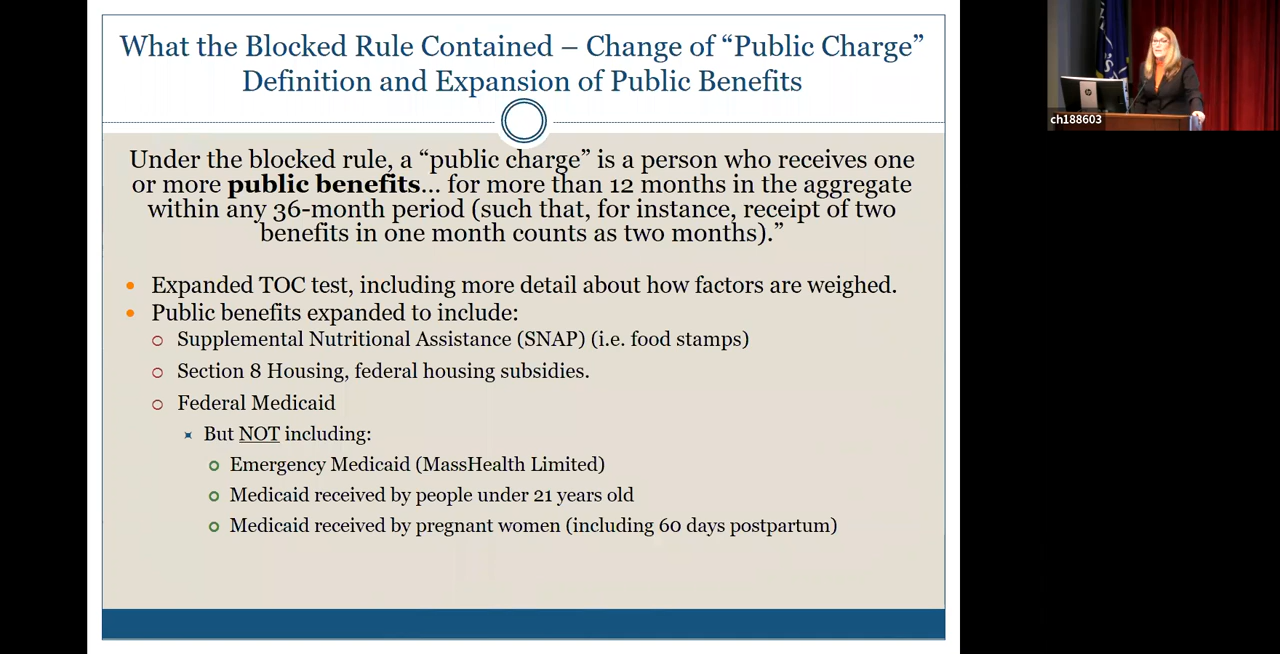 What the Blocked Rule Contained – Change of “Public Charge”
Definition and Expansion of Public Benefits
Under the blocked rule, a “public charge” is a person who receives one
or more public benefits… for more than 12 months in the aggregate
within any 36-month period (such that, for instance, receipt of two
benefits in one month counts as two months).”
Expanded TOC test, including more detail about how factors are weighed.
Public benefits expanded to include:
Supplemental Nutritional Assistance (SNAP) (i.e. food stamps)
Section 8 Housing, federal housing subsidies.
Federal Medicaid
But NOT including:
Emergency Medicaid (MassHealth Limited)
Medicaid received by people under 21 years old
Medicaid received by pregnant women (including 60 days postpartum)
ch188603